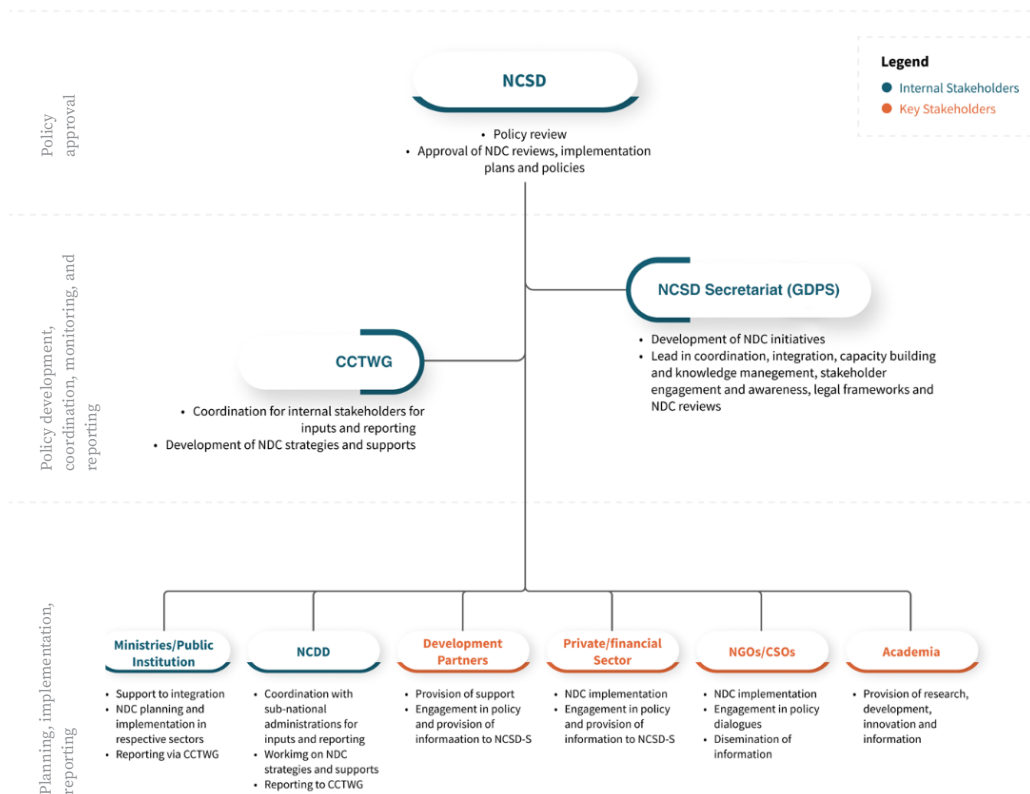 Policy
approval
NCSD
• Policy review
• Approval of NDC reviews, implementation
plans and policies
Legend
Internal Stakeholders
Key Stakeholders
Policy development,
coordination, monitoring, and
reporting
NCSD Secretariat (GDPS)
• Development of NDC initiatives
• Lead in coordination, integration, capacity building
and knowledge manegement, stakeholder
engagement and awareness, legal frameworks and
NDC reviews
CCTWG
• Coordination for internal stakeholders for
inputs and reporting
• Development of NDC strategies and supports
Planning, implementation,
reporting
Ministries/Public
Institution
• Support to integration
• NDC planning and
implementation in
respective sectors
• Reporting via CCTWG
NCDD
• Coordination with
sub-national
administrations for
inputs and reporting
• Workimg on NDC
strategies and supports
• Reporting to CCTWG
Development
Partners
• Provision of support
• Engagement in policy
and provision of
informaation to NCSD-S
Private/financial
Sector
• NDC implementation
• Engagement in policy
and provision of
information to NCSD-S
NGOs/CSOs
• NDC implementation
• Engagement in policy
dialogues
• Disemination of
information
Academia
• Provision of research,
development,
innovation and
information